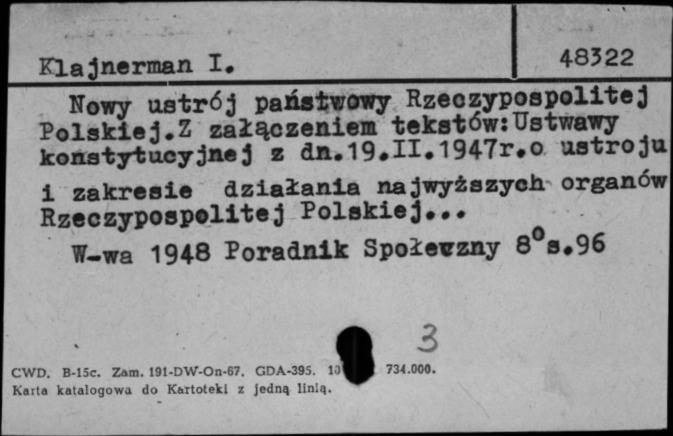 Klajnerman I.
48322
Nowy ustrój państwowy Rzeczypospolitej
Polskiej.Z załączeniem tekstów:Ustwawy
konstytucyjnej z dn.19.II.1947r.o ustroju
i zakresie działania najwyższych organów
Rzeczypospolitej Polskiej...
W-wa 1948 Poradnik Społeczny 8° s.96
3
CWD. B-15c. Zam. 191-DW-On-67. GDA-395. 734.000.
Karta katalogowa do Kartoteki z jedną linią.